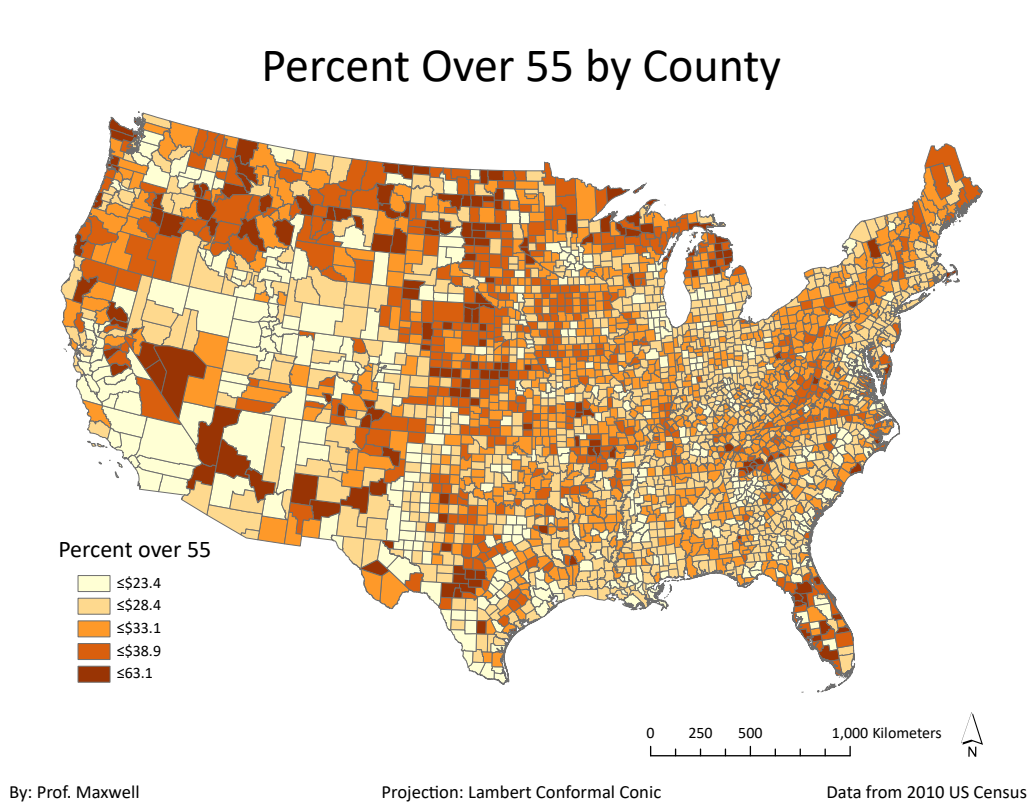 Percent Over 55 by County
Percent over 55
≤$23.4
≤$28.4
≤$33.1
≤$38.9
≤63.1
0 250 500 1,000 Kilometers
N
By: Prof. Maxwell
Projection: Lambert Conformal Conic
Data from 2010 US Census